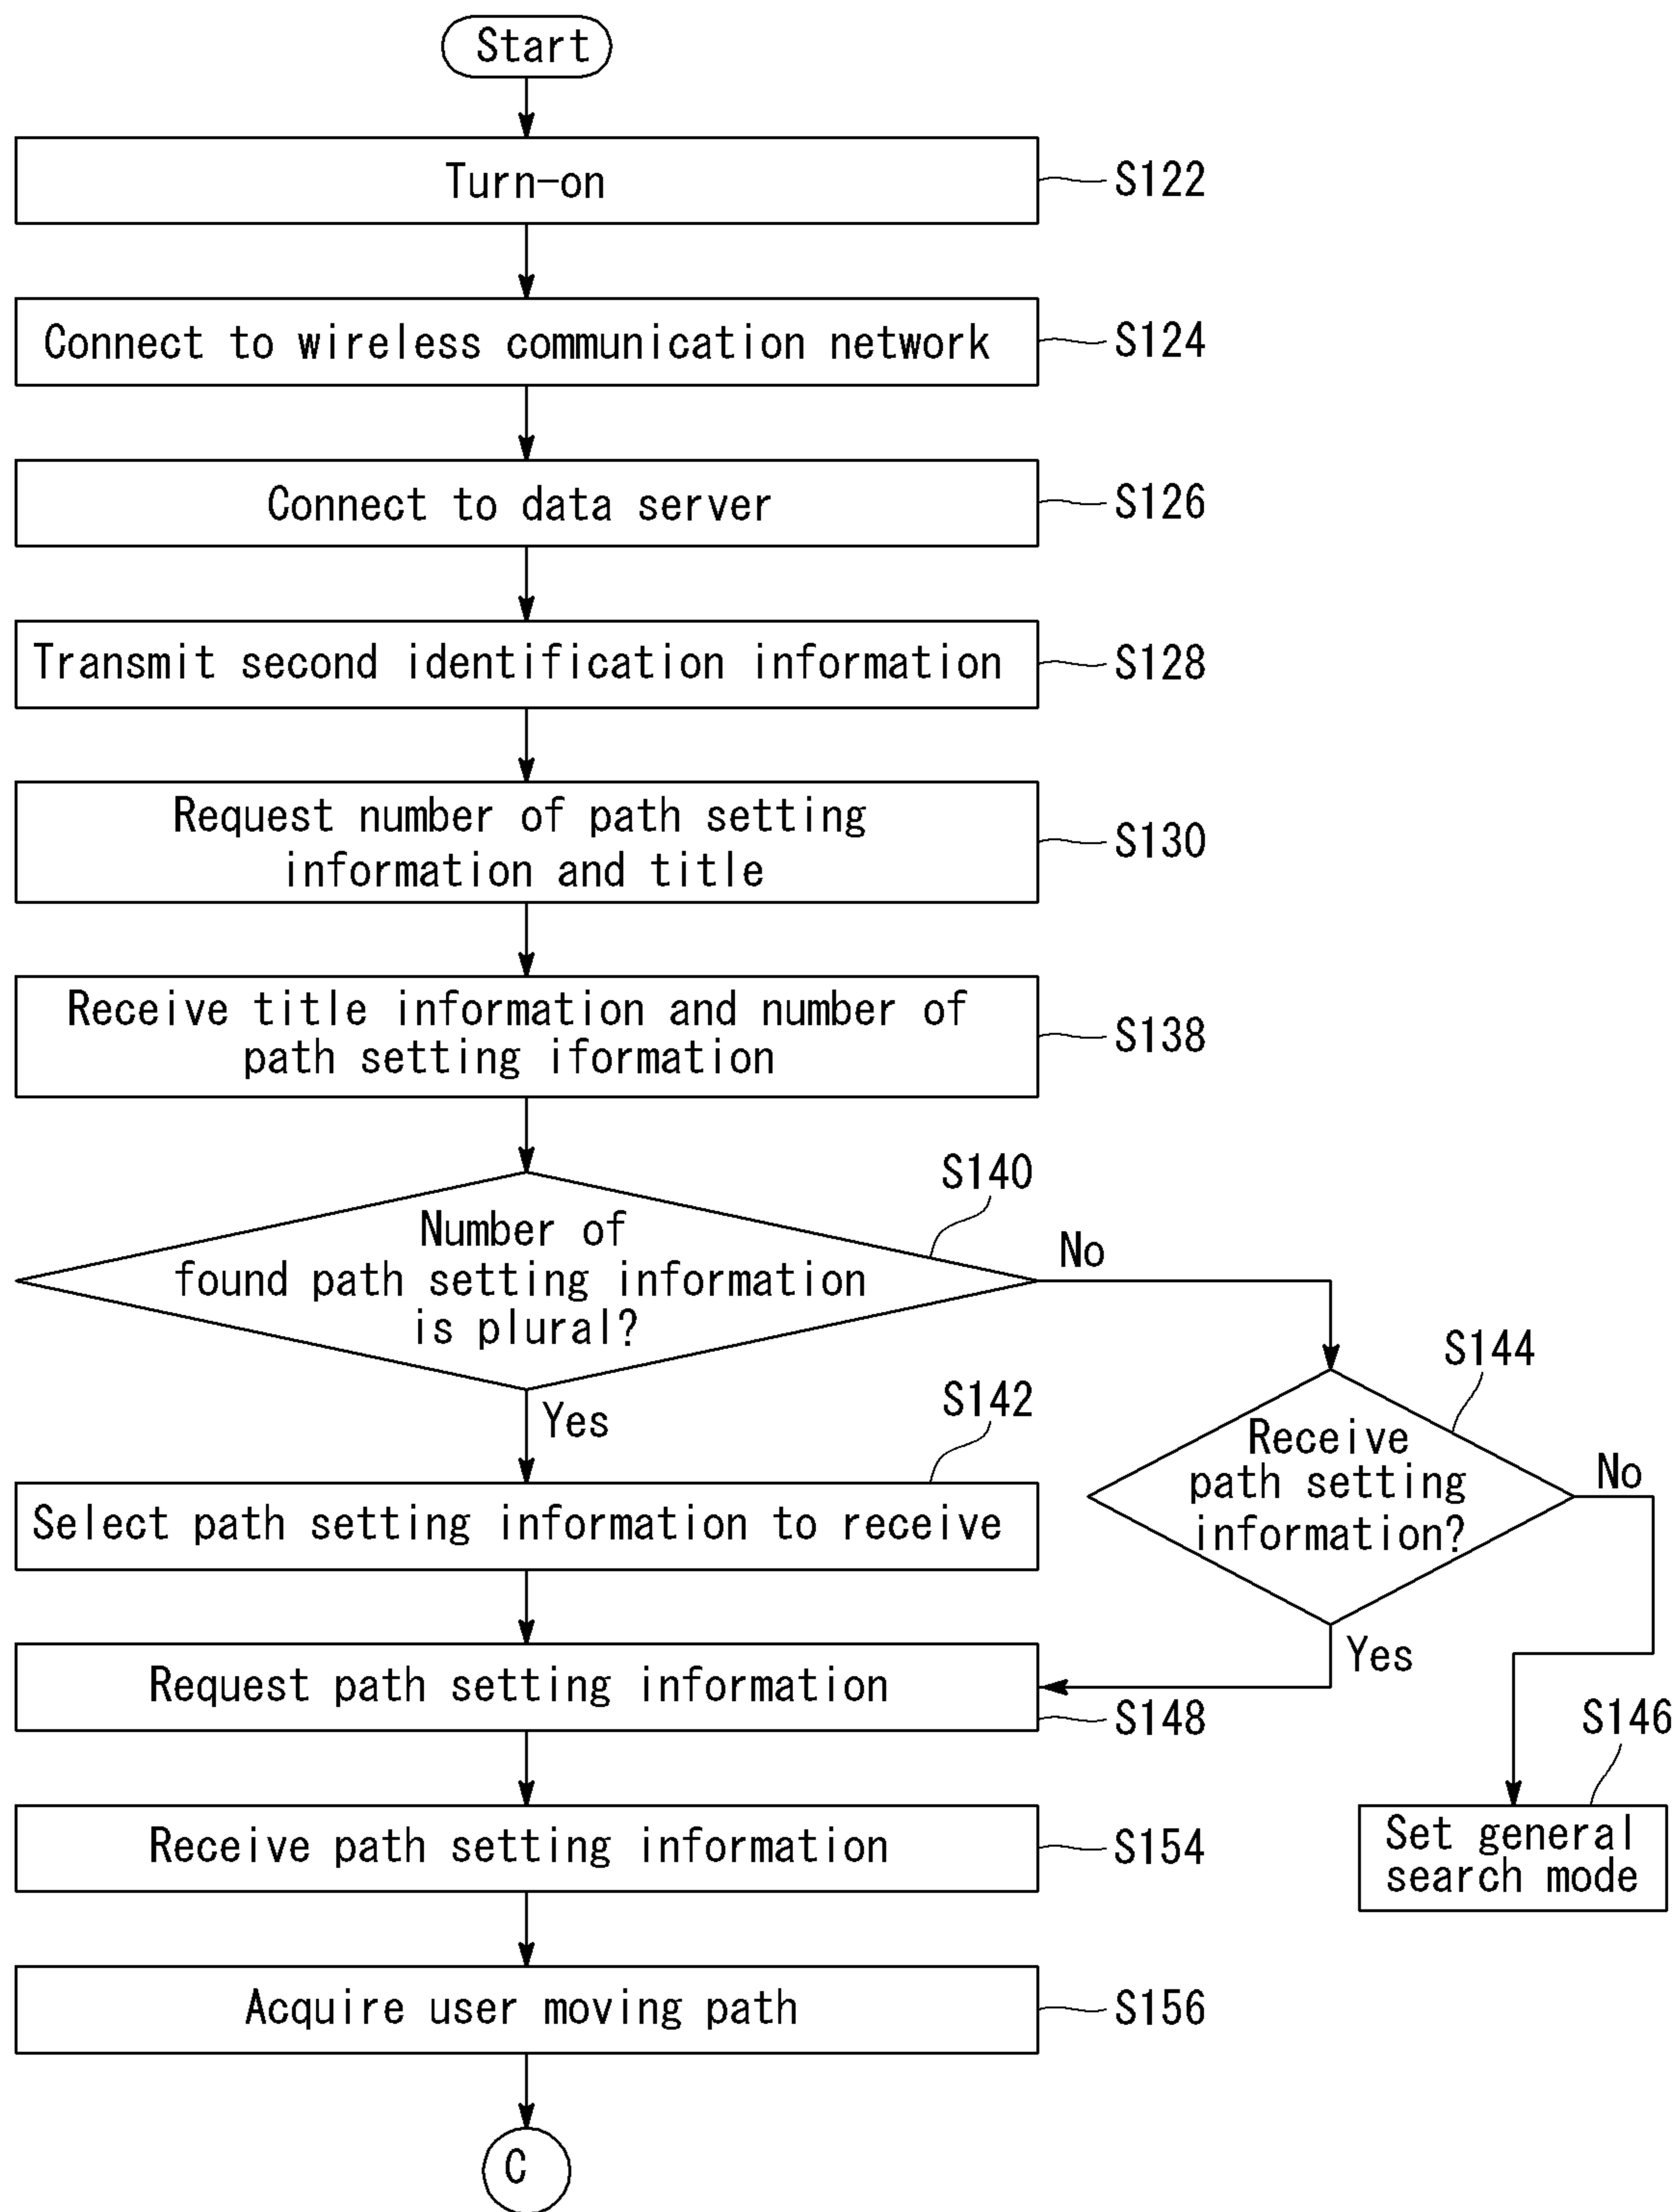 Start
Turn-on
S122
Connect to wireless communication network
S124
Connect to data server
S126
Transmit second identification information
S128
Request number of path setting
information and title
S130
Receive title information and number of
path setting iformation
S138
S140
Number of
found path setting information
is plural?
No
Yes
S144
Receive
path setting
information?
No
Yes
S142
Select path setting information to receive
Request path setting information
S148
S146
Set general
search mode
Receive path setting information
S154
Acquire user moving path
S156
C